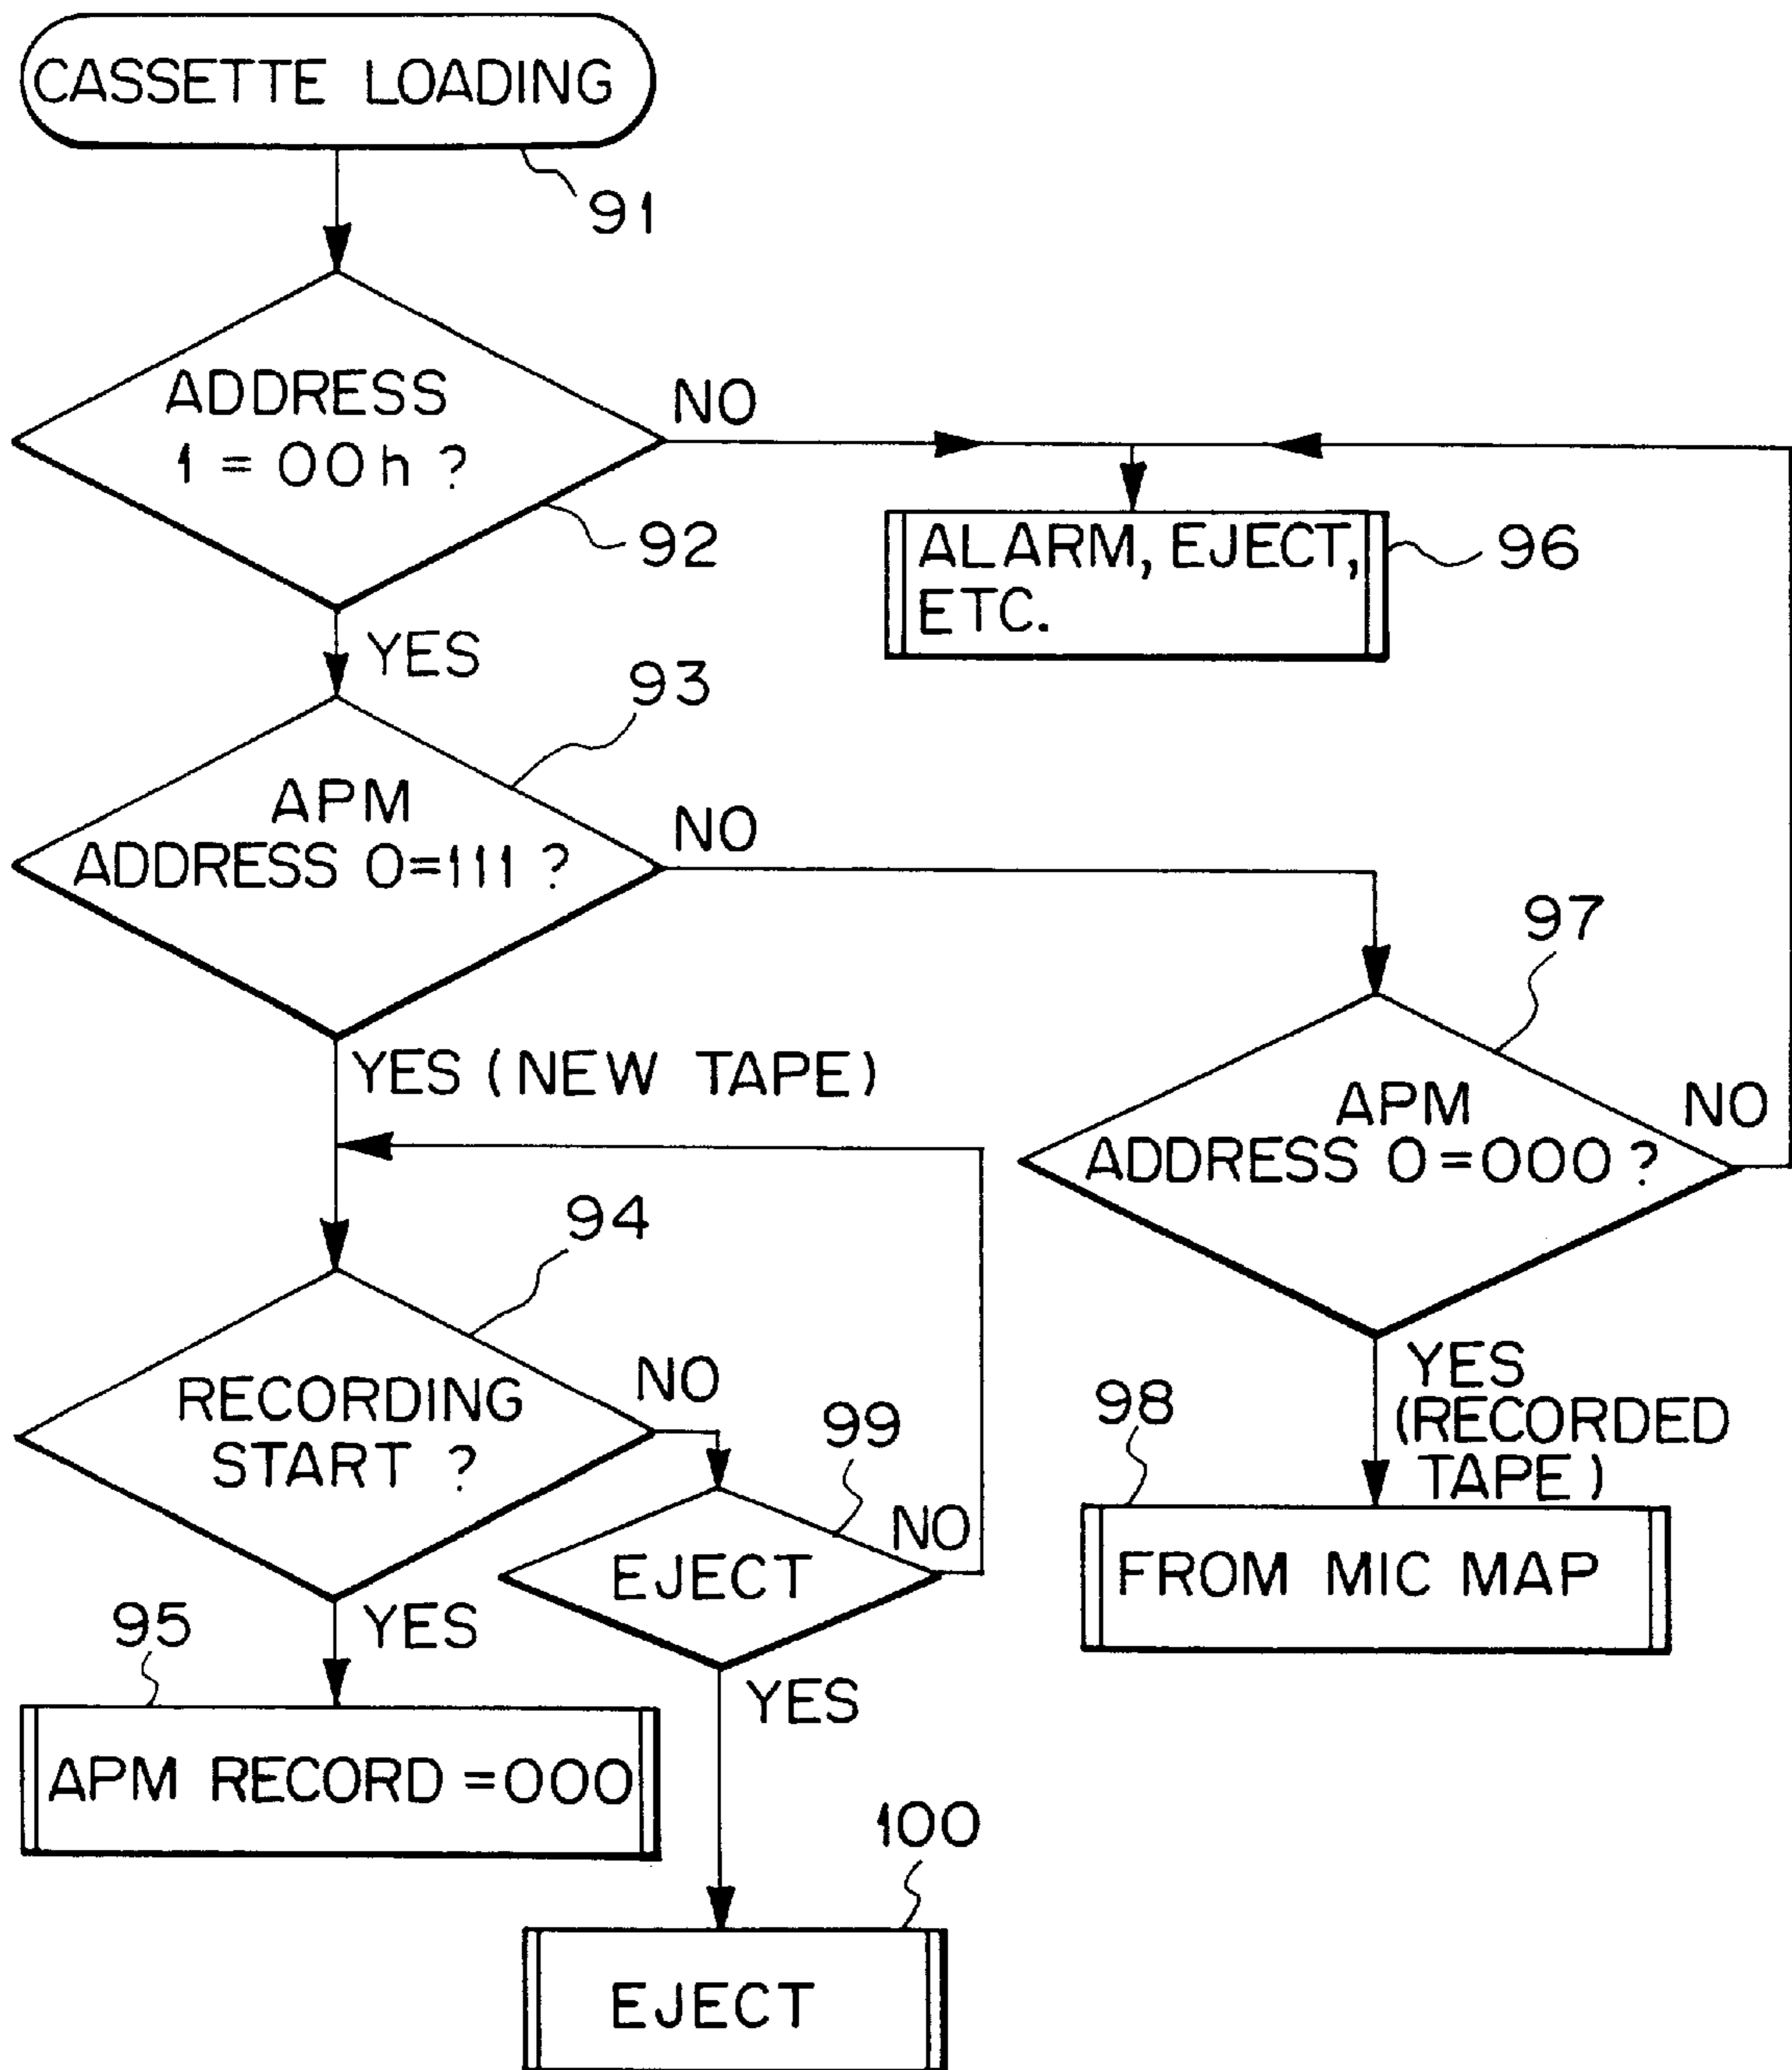 CASSETTE LOADING
91
ADDRESS
1 = 00h ?
NO
92
ALARM, EJECT,
ETC.
96
YES
93
APM
ADDRESS 0=111 ?
NO
97
YES (NEW TAPE)
APM
ADDRESS 0=000 ?
NO
94
RECORDING
START ?
NO
99
YES
(RECORDED
TAPE)
98
EJECT
NO
FROM MIC MAP
95
YES
YES
APM RECORD =000
100
EJECT